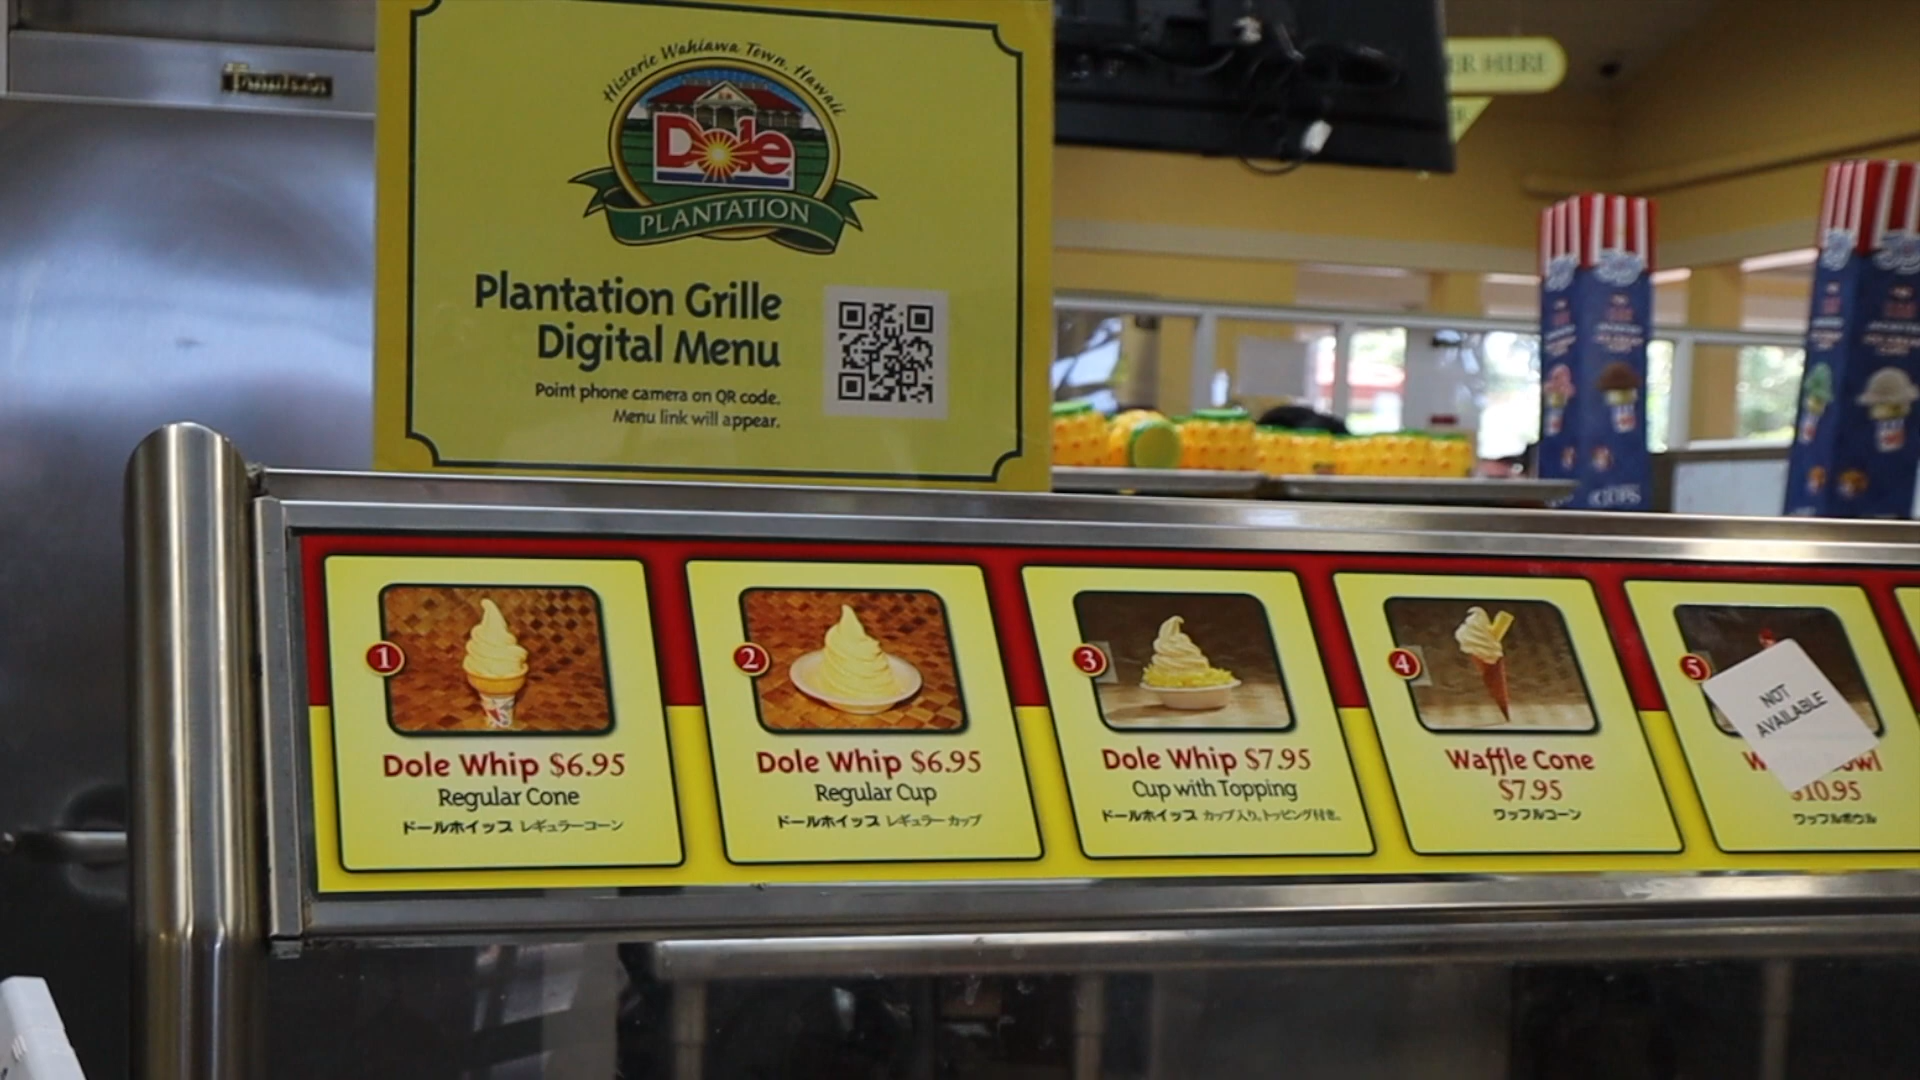 Historic Wahiawa Town, Hawaii
Dole
PLANTATION
Plantation Grille
Digital Menu
Point phone camera on QR code.
Menu link will appear.
HERE
1
Dole Whip $6.95
Regular Cone
ドールホイップ レギュラーコーン
2
Dole Whip $6.95
Regular Cup
ドールホイップ レギュラーカップ
3
Dole Whip $7.95
Cup with Topping
ドールホイップ カップ入り、トッピング付き。
4
Waffle Cone
$7.95
ワッフルコーン
5
NOT
AVAILABLE
$10.95
ワッフルボウル